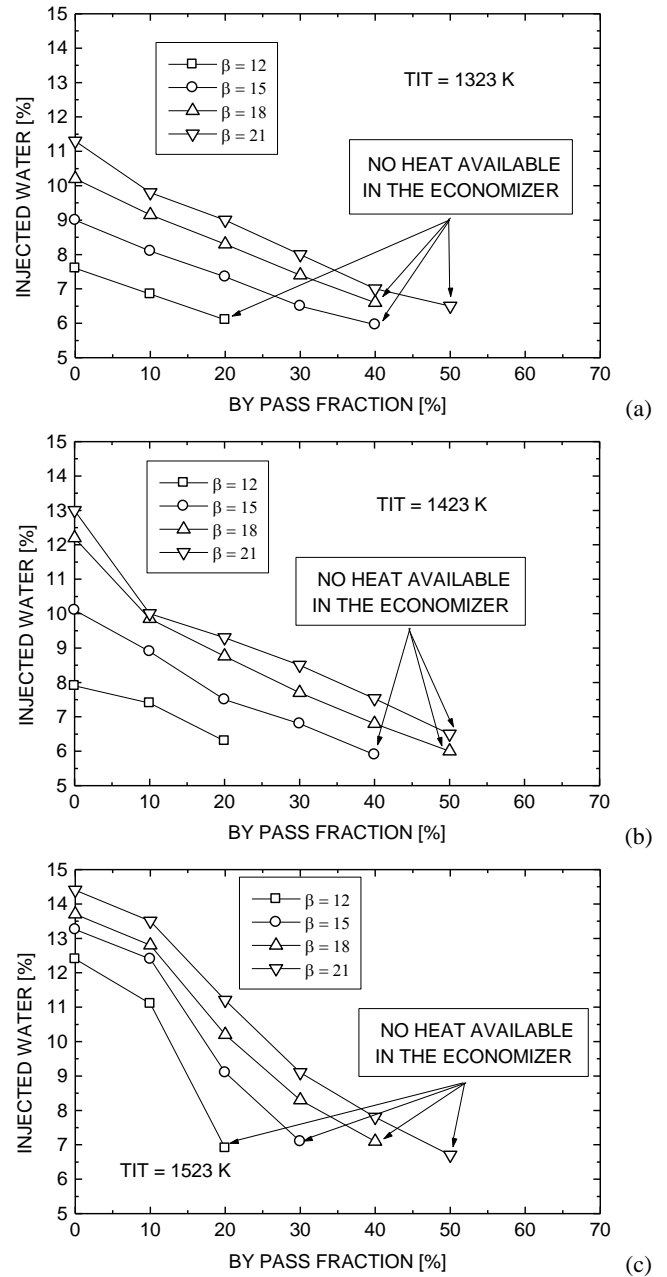 15
14
13
12
11
10
9
8
7
6
5
INJECTED WATER [%]
β = 12
β = 15
β = 18
β = 21
TIT = 1323 K
NO HEAT AVAILABLE
IN THE ECONOMIZER
0 10 20 30 40 50 60 70
BY PASS FRACTION [%]
(a)
15
14
13
12
11
10
9
8
7
6
5
INJECTED WATER [%]
β = 12
β = 15
β = 18
β = 21
TIT = 1423 K
NO HEAT AVAILABLE
IN THE ECONOMIZER
0 10 20 30 40 50 60 70
BY PASS FRACTION [%]
(b)
15
14
13
12
11
10
9
8
7
6
5
INJECTED WATER [%]
β = 12
β = 15
β = 18
β = 21
NO HEAT AVAILABLE
IN THE ECONOMIZER
TIT = 1523 K
0 10 20 30 40 50 60 70
BY PASS FRACTION [%]
(c)